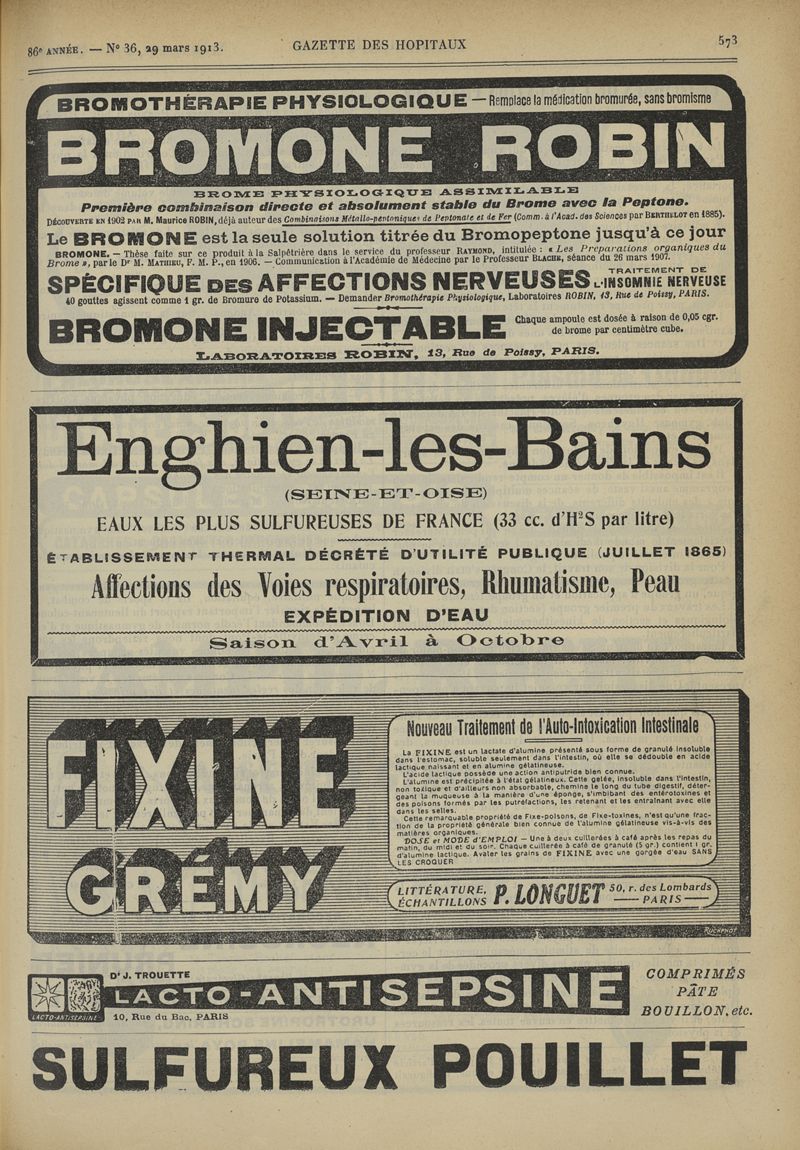 86e ANNÉE. — N° 36, 29 mars 1913.
GAZETTE DES HOPITAUX
573
BROMOTHÉRAPIE PHYSIOLOGIQUE — Remplace la médication bromurée, sans bromisme
BROMONE ROBIN
BROME PHYSIOLOGIQUE ASSIMILABLE
Première combinaison directe et absolument stable du Brome avec la Peptone.
DÉCOUVERTE EN 1902 PAR M. Maurice ROBIN, déjà auteur des Combinaisons Métallo-peptoniques de Peptonate et de Fer (Comm. à l'Acad. des Sciences par BERTHELOT en 1885).
Le BROMONE est la seule solution titrée du Bromopeptone jusqu'à ce jour
BROMONE. — Thèse faite sur ce produit à la Salpêtrière dans le service du professeur RAYMOND, intitulée : « Les Préparations organiques du
Brome », par le Dr M. MATHIEU, F. M. P., en 1906. — Communication à l'Académie de Médecine par le Professeur BLACHE, séance du 26 mars 1907.
SPÉCIFIQUE DES AFFECTIONS NERVEUSES
TRAITEMENT DE
L'INSOMNIE NERVEUSE
40 gouttes agissent comme 1 gr. de Bromure de Potassium. — Demander Bromothérapie Physiologique, Laboratoires ROBIN, 13, Rue de Poissy, PARIS.
BROMONE INJECTABLE
Chaque ampoule est dosée à raison de 0,05 cgr.
de brome par centimètre cube.
LABORATOIRES ROBIN, 13, Rue de Poissy, PARIS.
Enghien-les-Bains
(SEINE-ET-OISE)
EAUX LES PLUS SULFUREUSES DE FRANCE (33 cc. d'H²S par litre)
ÉTABLISSEMENT THERMAL DÉCRÉTÉ D'UTILITÉ PUBLIQUE (JUILLET 1865)
Affections des Voies respiratoires, Rhumatisme, Peau
EXPÉDITION D'EAU
Saison d'Avril à Octobre
FIXINE
GRÉMY
Nouveau Traitement de l'Auto-Intoxication Intestinale
La FIXINE est un lactate d'alumine présenté sous forme de granulé insoluble
dans l'estomac, soluble seulement dans l'intestin, où elle se dédouble en acide
lactique naissant et en alumine gélatineuse.
L'acide lactique possède une action antiputride bien connue.
L'alumine est précipitée à l'état gélatineux. Cette gelée, insoluble dans l'intestin,
non toxique et d'ailleurs non absorbable, chemine le long du tube digestif, déter-
geant la muqueuse à la manière d'une éponge, s'imbibant des entérotoxines et
des poisons formés par les putréfactions, les retenant et les entraînant avec elle
dans les selles.
Cette remarquable propriété de Fixe-poisons, de Fixe-toxines, n'est qu'une frac-
tion de la propriété générale bien connue de l'alumine gélatineuse vis-à-vis des
matières organiques.
DOSE et MODE d'EMPLOI — Une à deux cuillerées à café après les repas du
matin, du midi et du soir. Chaque cuillerée à café de granulé (5 gr.) contient 1 gr.
d'alumine lactique. Avaler les grains de FIXINE avec une gorgée d'eau SANS
LES CROQUER
LITTÉRATURE,
ÉCHANTILLONS
P. LONGUET
50, r. des Lombards
— PARIS —
RUCKERT
Dr J. TROUETTE
LACTO-ANTISEPSINE
LACTO-ANTISEPSINE
10, Rue du Bac, PARIS
COMPRIMÉS
PÂTE
BOUILLON, etc.
SULFUREUX POUILLET